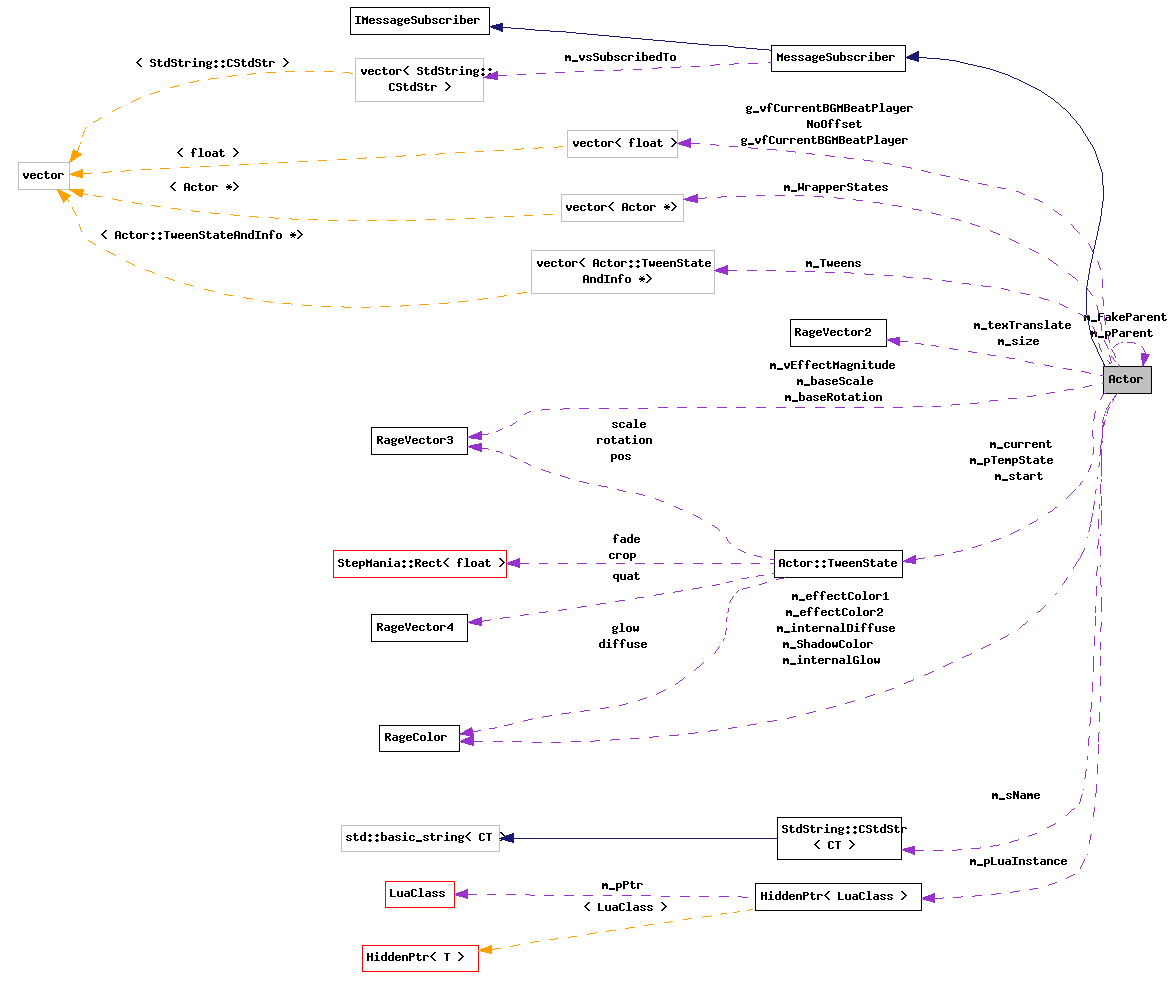 IMessageSubscriber
MessageSubscriber
m_vsSubscribedTo
< StdString::CStdStr >
vector< StdString::
CStdStr >
g_vfCurrentBGMBeatPlayer
NoOffset
g_vfCurrentBGMBeatPlayer
vector< float >
< float >
vector
< Actor *>
m_WrapperStates
vector< Actor *>
< Actor::TweenStateAndInfo *>
vector< Actor::TweenState
AndInfo *>
m_Tweens
m_FakeParent
m_pParent
RageVector2
m_texTranslate
m_size
Actor
m_vEffectMagnitude
m_baseScale
m_baseRotation
RageVector3
scale
rotation
pos
m_current
m_pTempState
m_start
fade
crop
StepMania::Rect< float >
Actor::TweenState
quat
m_effectColor1
m_effectColor2
m_internalDiffuse
m_ShadowColor
m_internalGlow
RageVector4
glow
diffuse
RageColor
m_sName
std::basic_string< CT >
StdString::CStdStr
< CT >
m_pLuaInstance
LuaClass
m_pPtr
HiddenPtr< LuaClass >
< LuaClass >
HiddenPtr< T >